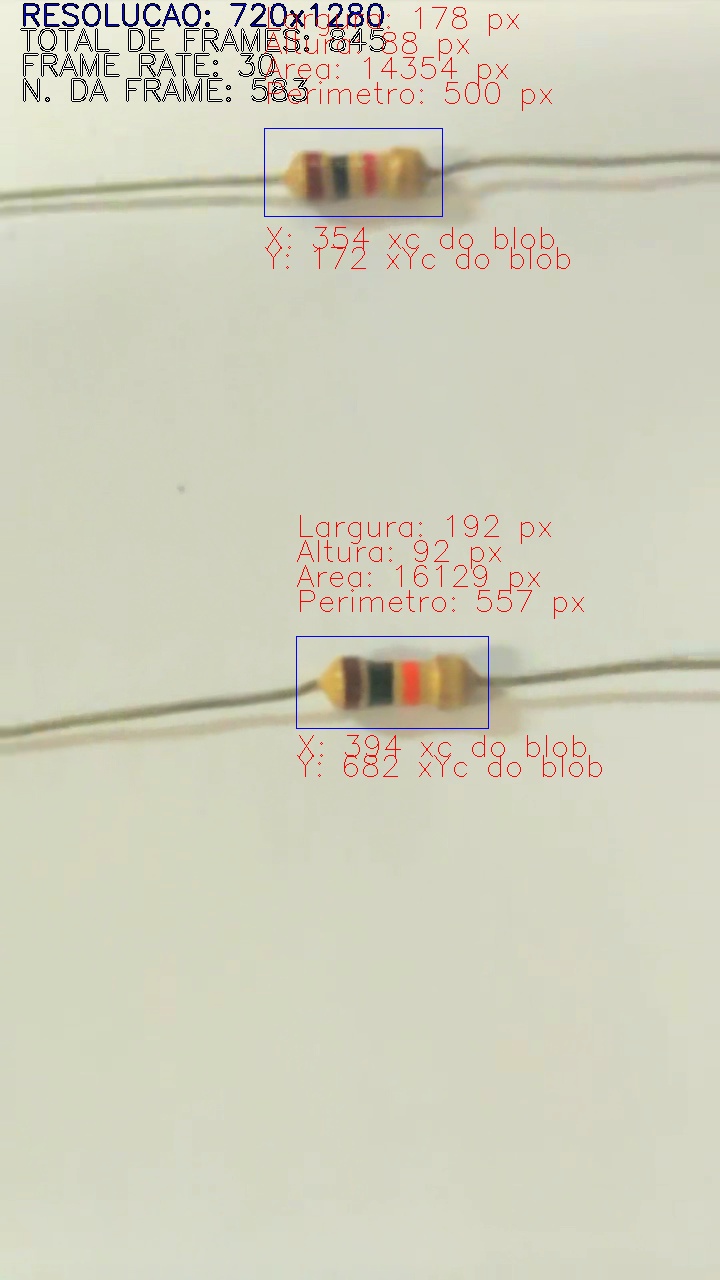 RESOLUCAO: 720x1280
TOTAL DE FRAMES: 845
FRAME RATE: 30
N. DA FRAME: 583
Largura: 178 px
Altura: 88 px
Area: 14354 px
Perimetro: 500 px
X: 354 xc do blob
Y: 172 xYc do blob
Largura: 192 px
Altura: 92 px
Area: 16129 px
Perimetro: 557 px
X: 394 xc do blob
Y: 682 xYc do blob